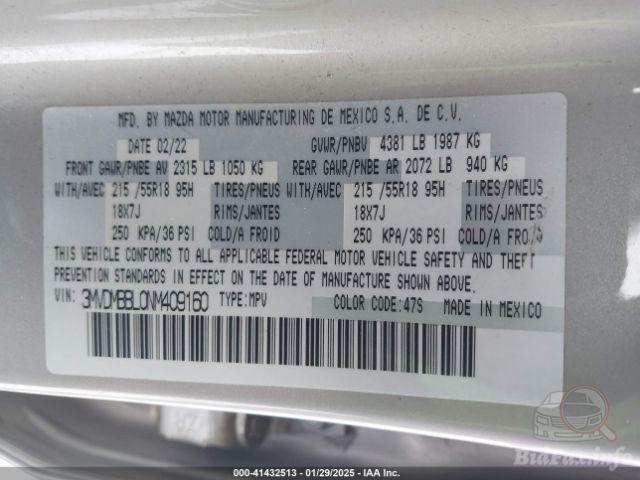 MFD. BY MAZDA MOTOR MANUFACTURING DE MEXICO S.A. DE C.V.
DATE 02/22 GVWR/PNBV 4381 LB 1987 KG
FRONT GAWR/PNBE AV 2315 LB 1050 KG REAR GAWR/PNBE AR 2072 LB 940 KG
WITH/AVEC 215 /55R18 95H TIRES/PNEUS WITH/AVEC 215 /55R18 95H TIRES/PNEUS
18X7J RIMS/JANTES 18X7J RIMS/JANTES
250 KPA/36 PSI COLD/A FROID 250 KPA/36 PSI COLD/A FROID
THIS VEHICLE CONFORMS TO ALL APPLICABLE FEDERAL MOTOR VEHICLE SAFETY AND THEFT
PREVENTION STANDARDS IN EFFECT ON THE DATE OF MANUFACTURE SHOWN ABOVE.
VIN: 3MVDMBBL0NM409160 TYPE:MPV COLOR CODE:47S MADE IN MEXICO
BidFax.info
000-41432513 - 01/29/2025 - IAA Inc.